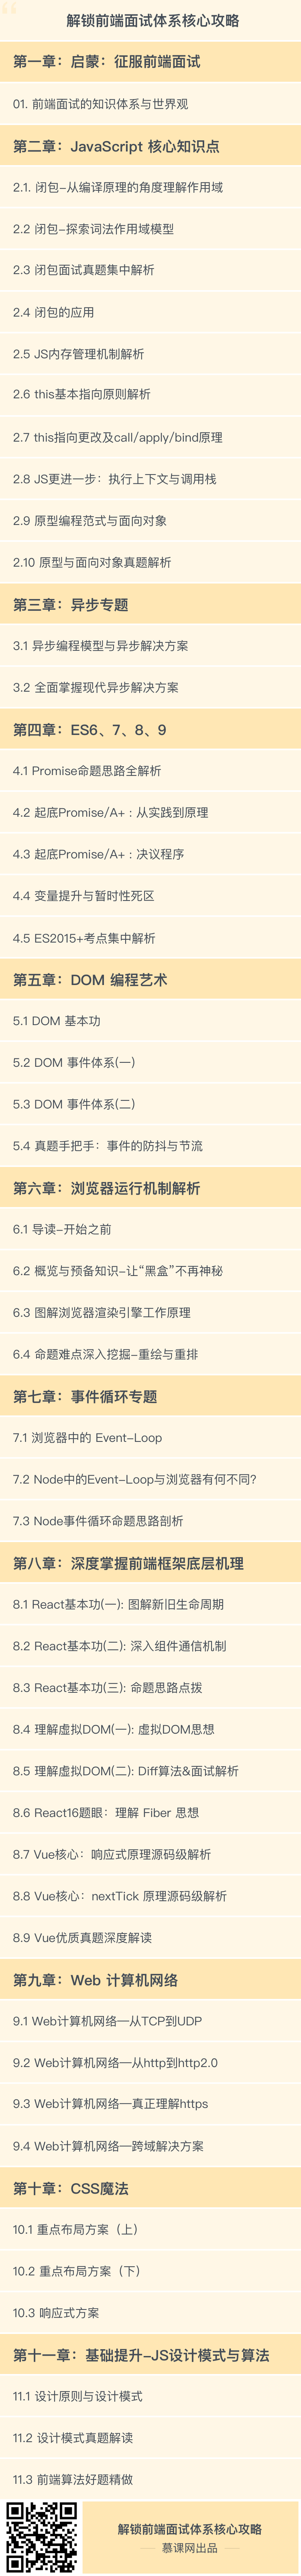 解锁前端面试体系核心攻略
第一章：启蒙：征服前端面试
01. 前端面试的知识体系与世界观
第二章：JavaScript 核心知识点
2.1. 闭包-从编译原理的角度理解作用域
2.2 闭包-探索词法作用域模型
2.3 闭包面试真题集中解析
2.4 闭包的应用
2.5 JS内存管理机制解析
2.6 this基本指向原则解析
2.7 this指向更改及call/apply/bind原理
2.8 JS更进一步：执行上下文与调用栈
2.9 原型编程范式与面向对象
2.10 原型与面向对象真题解析
第三章：异步专题
3.1 异步编程模型与异步解决方案
3.2 全面掌握现代异步解决方案
第四章：ES6、7、8、9
4.1 Promise命题思路全解析
4.2 起底Promise/A+ : 从实践到原理
4.3 起底Promise/A+ : 决议程序
4.4 变量提升与暂时性死区
4.5 ES2015+考点集中解析
第五章：DOM 编程艺术
5.1 DOM 基本功
5.2 DOM 事件体系(一)
5.3 DOM 事件体系(二)
5.4 真题手把手：事件的防抖与节流
第六章：浏览器运行机制解析
6.1 导读-开始之前
6.2 概览与预备知识-让“黑盒”不再神秘
6.3 图解浏览器渲染引擎工作原理
6.4 命题难点深入挖掘-重绘与重排
第七章：事件循环专题
7.1 浏览器中的 Event-Loop
7.2 Node中的Event-Loop与浏览器有何不同?
7.3 Node事件循环命题思路剖析
第八章：深度掌握前端框架底层机理
8.1 React基本功(一): 图解新旧生命周期
8.2 React基本功(二): 深入组件通信机制
8.3 React基本功(三): 命题思路点拨
8.4 理解虚拟DOM(一): 虚拟DOM思想
8.5 理解虚拟DOM(二): Diff算法&面试解析
8.6 React16题眼：理解 Fiber 思想
8.7 Vue核心：响应式原理源码级解析
8.8 Vue核心：nextTick 原理源码级解析
8.9 Vue优质真题深度解读
第九章：Web 计算机网络
9.1 Web计算机网络—从TCP到UDP
9.2 Web计算机网络—从http到http2.0
9.3 Web计算机网络—真正理解https
9.4 Web计算机网络—跨域解决方案
第十章：CSS魔法
10.1 重点布局方案（上）
10.2 重点布局方案（下）
10.3 响应式方案
第十一章：基础提升-JS设计模式与算法
11.1 设计原则与设计模式
11.2 设计模式真题解读
11.3 前端算法好题精做
解锁前端面试体系核心攻略
慕课网出品